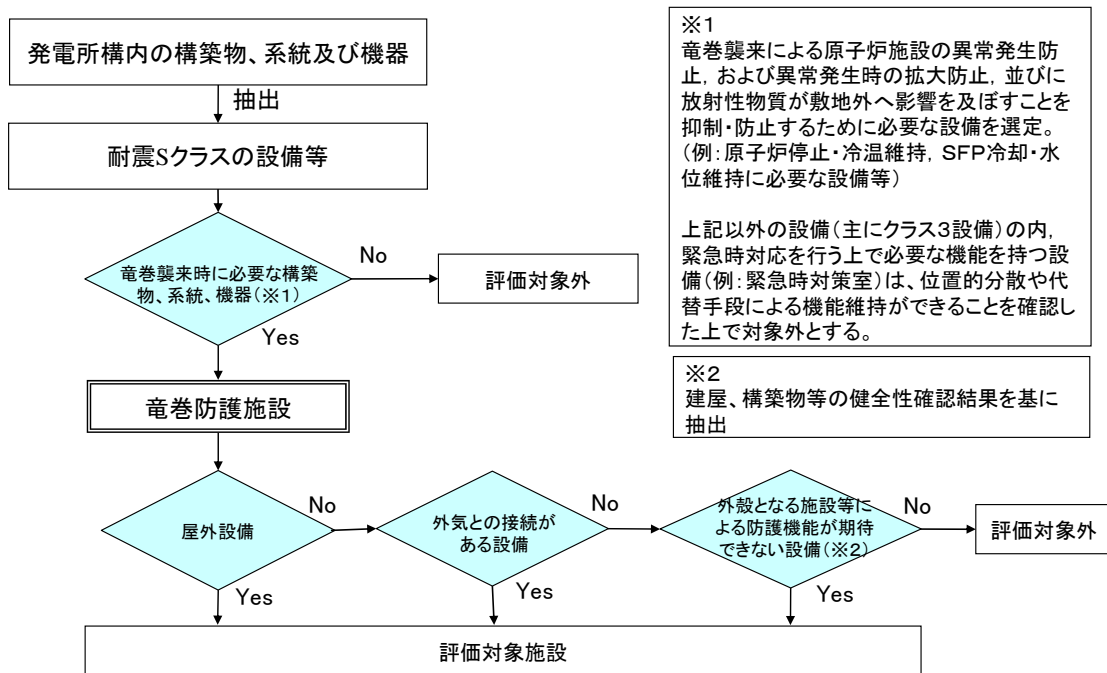 発電所構内の構築物、系統及び機器
抽出
耐震Sクラスの設備等
竜巻襲来時に必要な構築
物、系統、機器(※1)
No
評価対象外
Yes
竜巻防護施設
※1
竜巻襲来による原子炉施設の異常発生防
止,および異常発生時の拡大防止,並びに
放射性物質が敷地外へ影響を及ぼすことを
抑制・防止するために必要な設備を選定。
(例:原子炉停止・冷温維持,SFP冷却・水
位維持に必要な設備等)
上記以外の設備(主にクラス3設備)の内,
緊急時対応を行う上で必要な機能を持つ設
備(例:緊急時対策室)は、位置的分散や代
替手段による機能維持ができることを確認し
た上で対象外とする。
※2
建屋、構築物等の健全性確認結果を基に
抽出
屋外設備
No
外気との接続が
ある設備
No
外殻となる施設等に
よる防護機能が期待
できない設備(※2)
No
評価対象外
Yes
Yes
Yes
評価対象施設